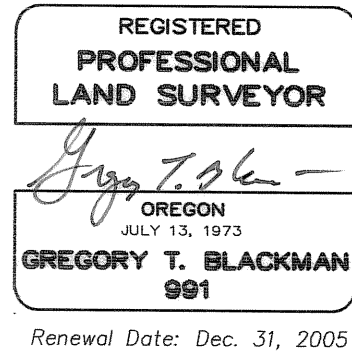 REGISTERED
PROFESSIONAL
LAND SURVEYOR
OREGON
JULY 13, 1973
GREGORY T. BLACKMAN
991
Renewal Date: Dec. 31, 2005